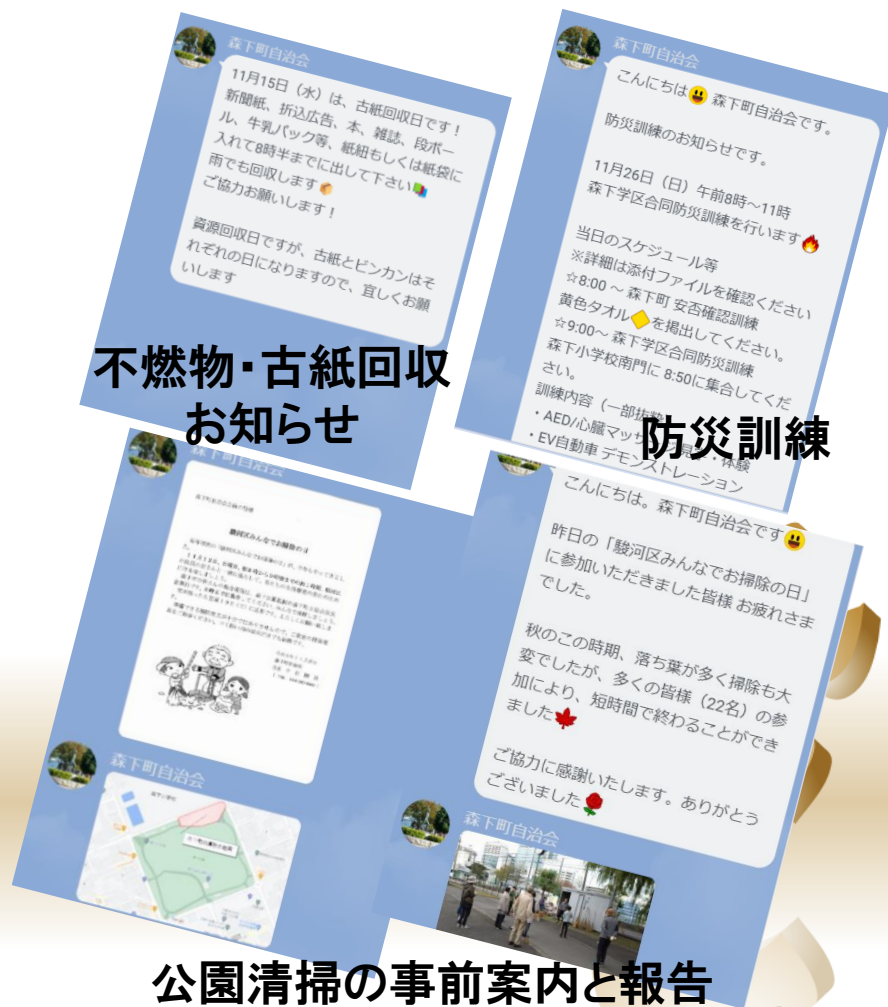 森下町自治会
11月15日（水）は、古紙回収日です！
新聞紙、折込広告、本、雑誌、段ボー
ル、牛乳パック等、紙紐もしくは紙袋に
入れて8時半までに出して下さい
雨でも回収します
ご協力お願いします！
資源回収日ですが、古紙とビンカンはそ
れぞれの日になりますので、宜しくお願
いします
不燃物・古紙回収
お知らせ
森下町自治会
こんにちは😃 森下町自治会です。
防災訓練のお知らせです。
11月26日（日）午前8時～11時
森下学区合同防災訓練を行います🔥
当日のスケジュール等
※詳細は添付ファイルを確認ください
☆8:00 ～ 森下町 安否確認訓練
黄色タオル🔶を掲出してください。
☆9:00～ 森下学区合同防災訓練
森下小学校南門に 8:50に集合してくだ
さい。
訓練内容（一部抜粋
・AED/心臓マッサージ見学・体験
・EV自動車 デモンストレーション
防災訓練
森下町自治会
駿河区みんなでお掃除の日
森下町自治会
こんにちは。森下町自治会です😃
昨日の「駿河区みんなでお掃除の日」
に参加いただきました皆様 お疲れさま
でした。
秋のこの時期、落ち葉が多く掃除も大
変でしたが、多くの皆様（22名）の参
加により、短時間で終わることができ
ました🍁
ご協力に感謝いたします。ありがとう
ございました🌹
森下町自治会
公園清掃の事前案内と報告